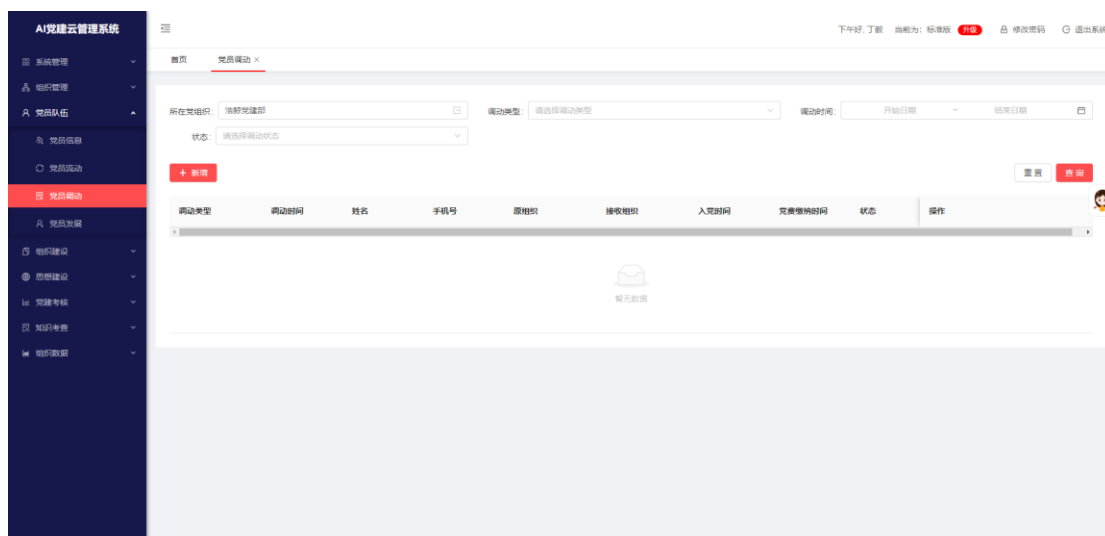 AI党建云管理系统
下午好, 丁毅 当前为: 标准版 升级 修改密码 退出系统
系统管理
首页 党员调动 ×
组织管理
党员队伍
所在党组织: 浩鲸党建部 调动类型: 请选择调动类型 调动时间: 开始日期 ~ 结束日期
党员信息
状态: 请选择调动状态
党员流动
+ 新增 重置 查询
党员调动
调动类型 调动时间 姓名 手机号 原组织 接收组织 入党时间 党费缴纳时间 状态 操作
党员发展
组织建设
思想建设
暂无数据
党建考核
知识考查
组织数据